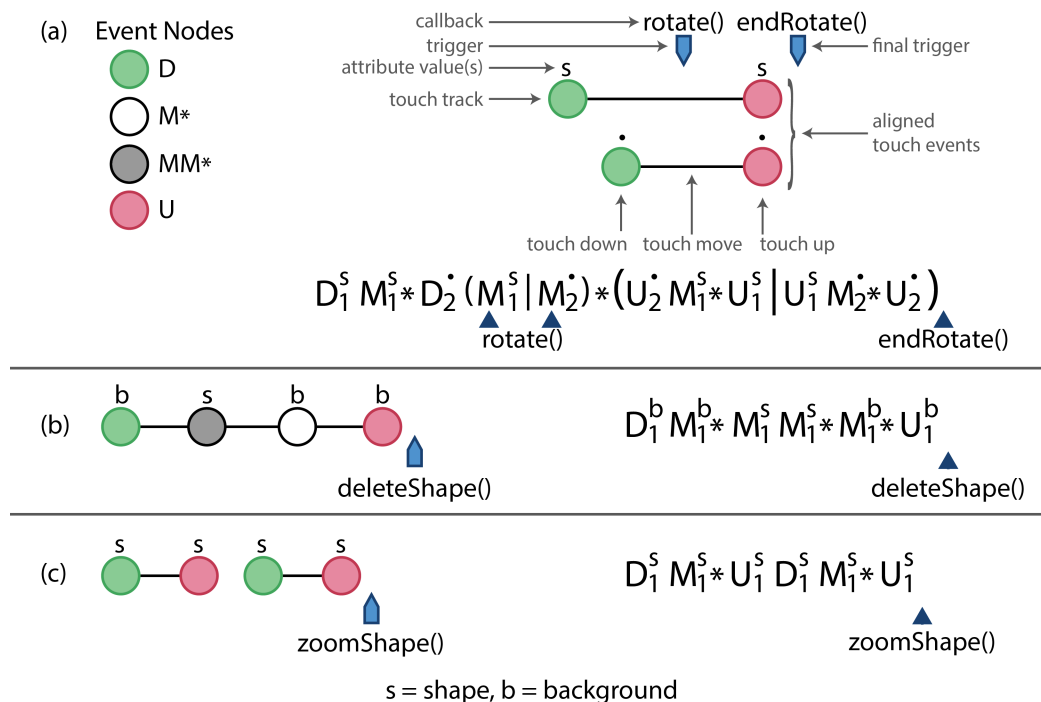 (a) Event Nodes
D
M*
MM*
U
callback rotate() endRotate()
trigger final trigger
attribute value(s) s s
touch track
aligned
touch events
• •
touch down touch move touch up
D₁ˢ M₁ˢ* D₂˙ (M₁ˢ|M₂˙)*(U₂˙ M₁ˢ*U₁ˢ|U₁ˢ M₂˙*U₂˙)
rotate() endRotate()
(b) b s b b
D₁ᵇ M₁ᵇ* M₁ˢ M₁ˢ* M₁ᵇ* U₁ᵇ
deleteShape() deleteShape()
(c) s s s s
D₁ˢ M₁ˢ* U₁ˢ D₁ˢ M₁ˢ* U₁ˢ
zoomShape() zoomShape()
s = shape, b = background